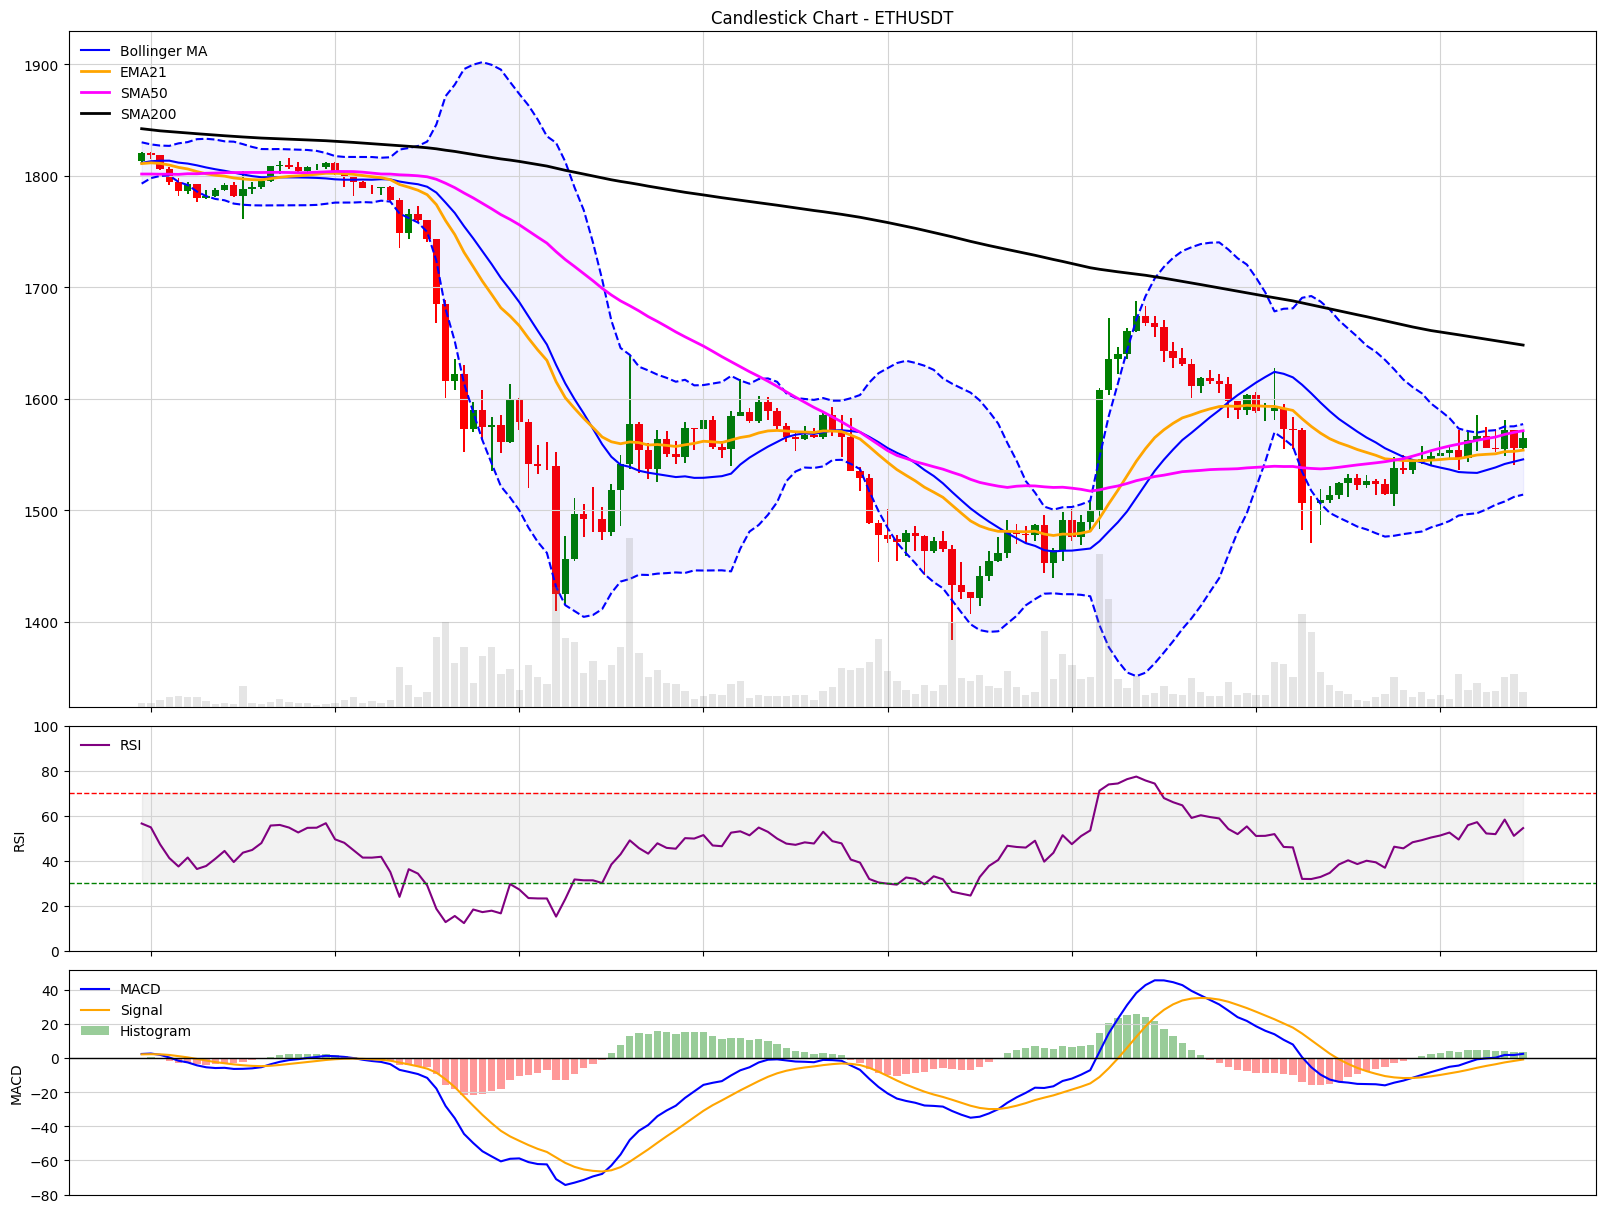 Candlestick Chart - ETHUSDT
Bollinger MA
EMA21
SMA50
SMA200
1900
1800
1700
1600
1500
1400
RSI
100
80
60
40
20
0
RSI
MACD
Signal
Histogram
40
20
0
−20
−40
−60
−80
MACD